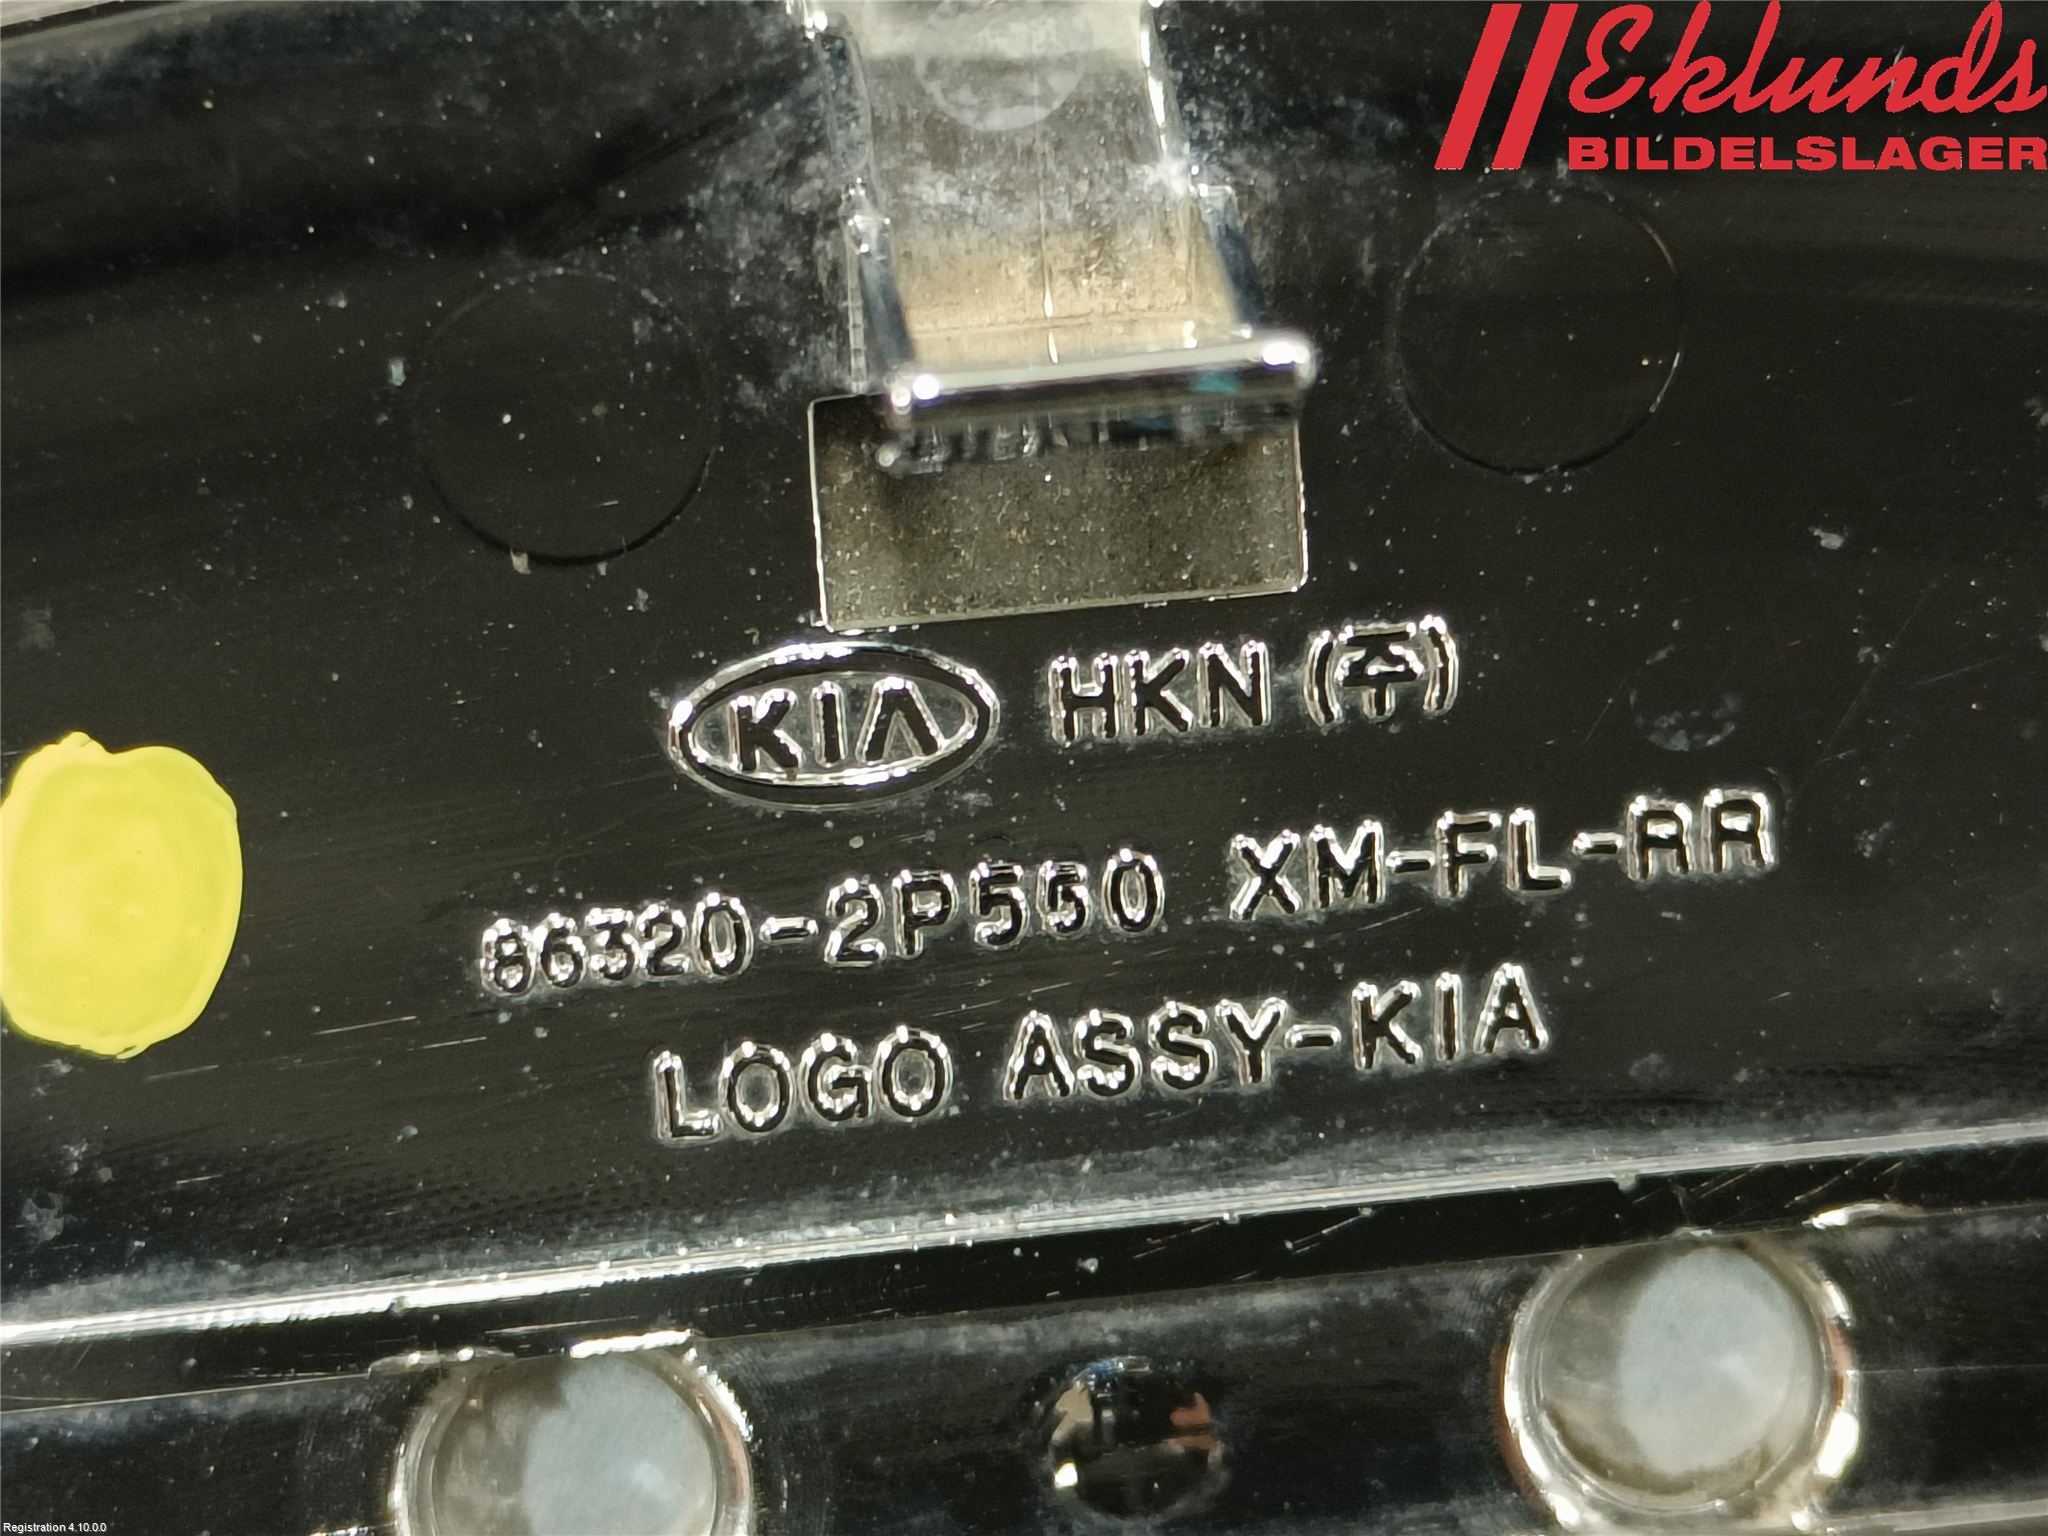 Eklunds
BILDELSLAGER
KIA HKN (주)
86320-2P550 XM-FL-RR
LOGO ASSY-KIA
Registration 4.10.0.0